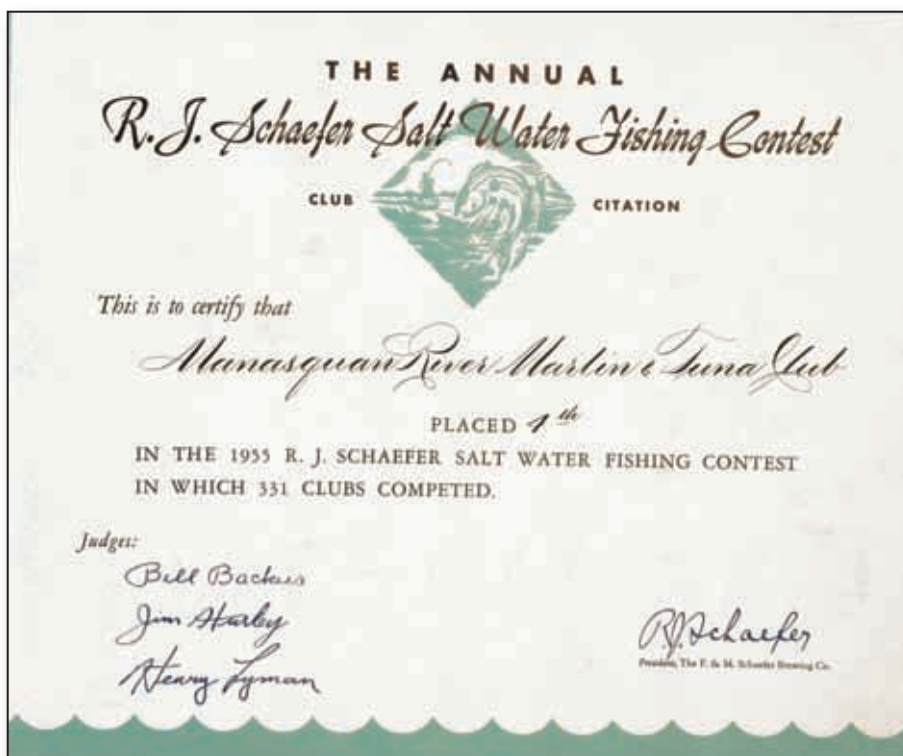 THE ANNUAL
R. J. Schaefer Salt Water Fishing Contest
CLUB CITATION
This is to certify that
Manasquan River Marlin & Tuna Club
PLACED 4th
IN THE 1955 R. J. SCHAEFER SALT WATER FISHING CONTEST
IN WHICH 331 CLUBS COMPETED.
Judges:
Bill Backus
Jim Hurley
Henry Lyman
R. J. Schaefer
President, The F. & M. Schaefer Brewing Co.